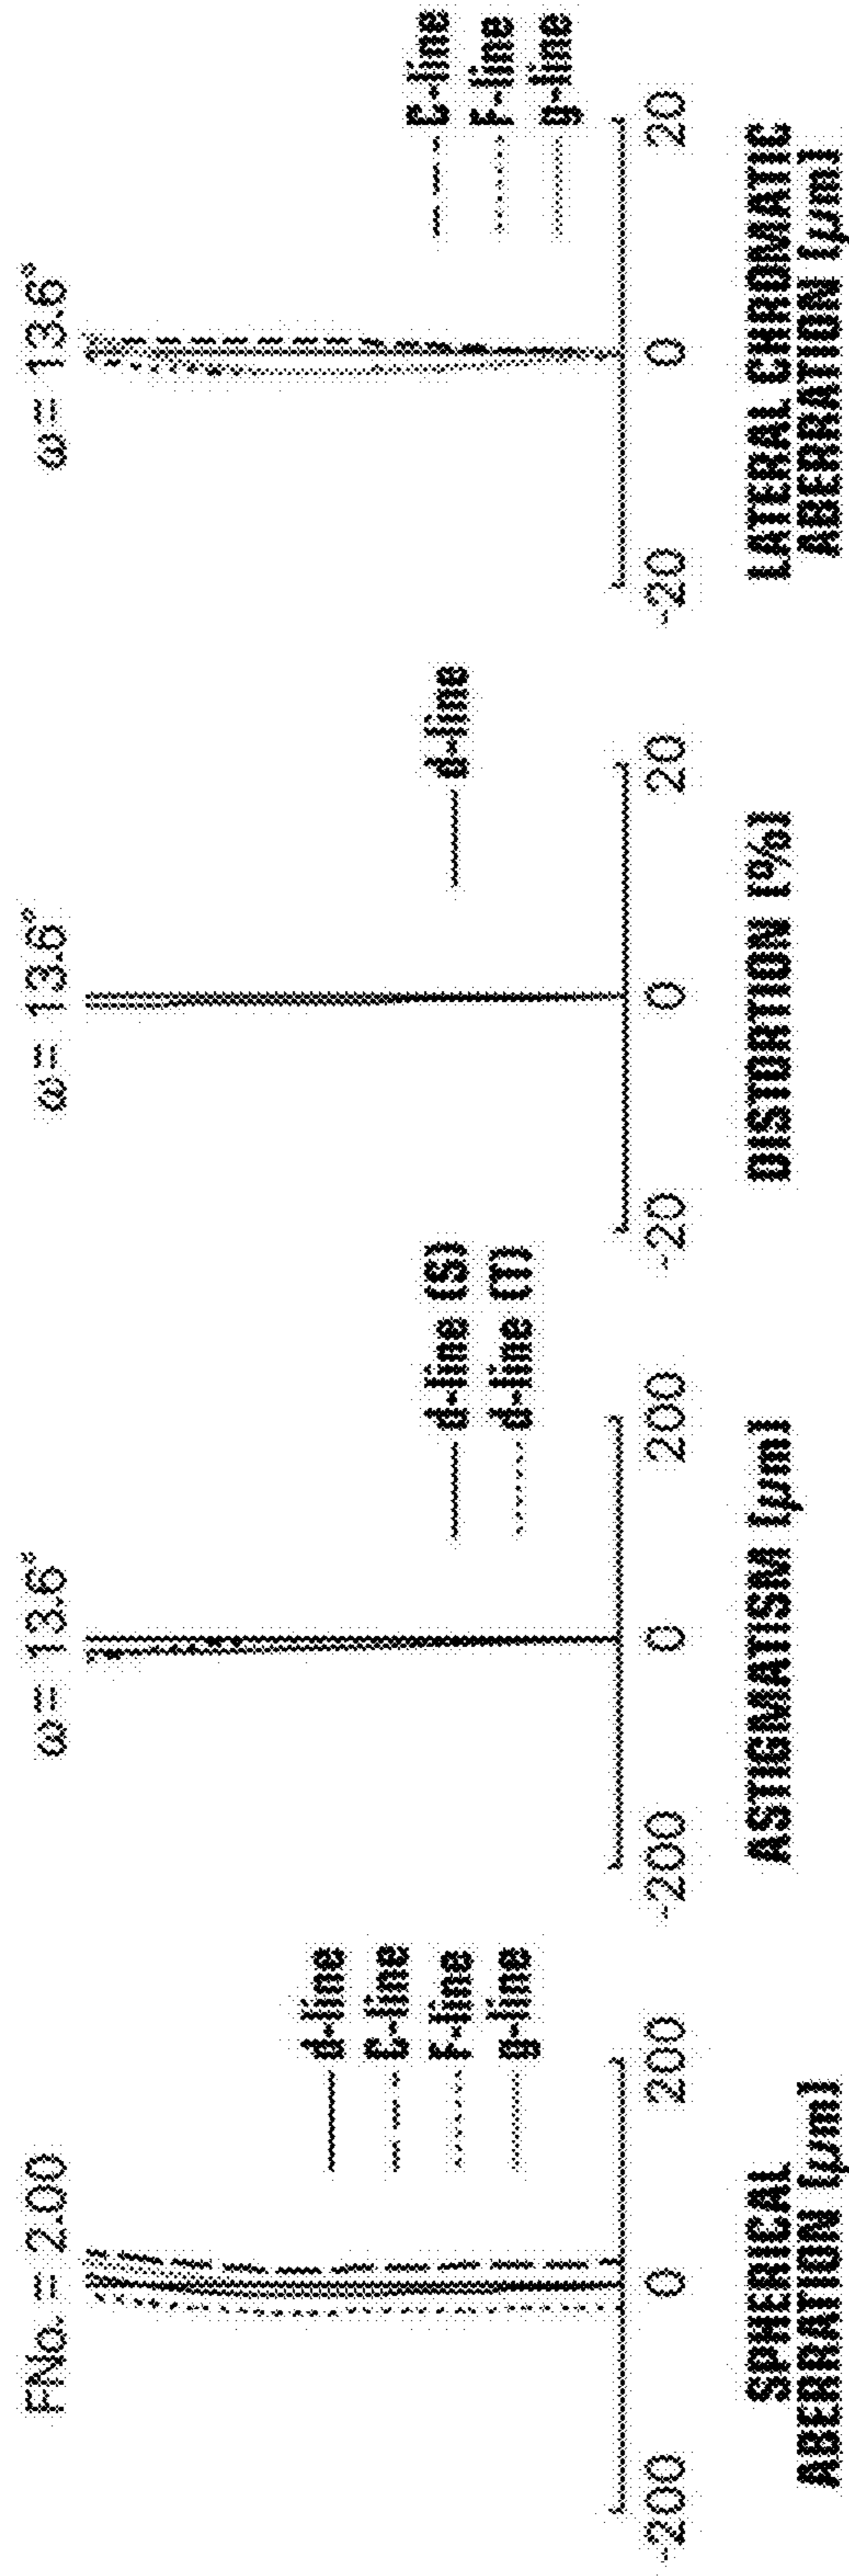 FNo. = 2.00
d-line
C-line
F-line
g-line
-200 0 200
SPHERICAL
ABERRATION [μm]
ω= 13.6°
d-line (S)
d-line (T)
-200 0 200
ASTIGMATISM [μm]
ω= 13.6°
d-line
-20 0 20
DISTORTION [%]
ω= 13.6°
C-line
F-line
g-line
-20 0 20
LATERAL CHROMATIC
ABERRATION [μm]